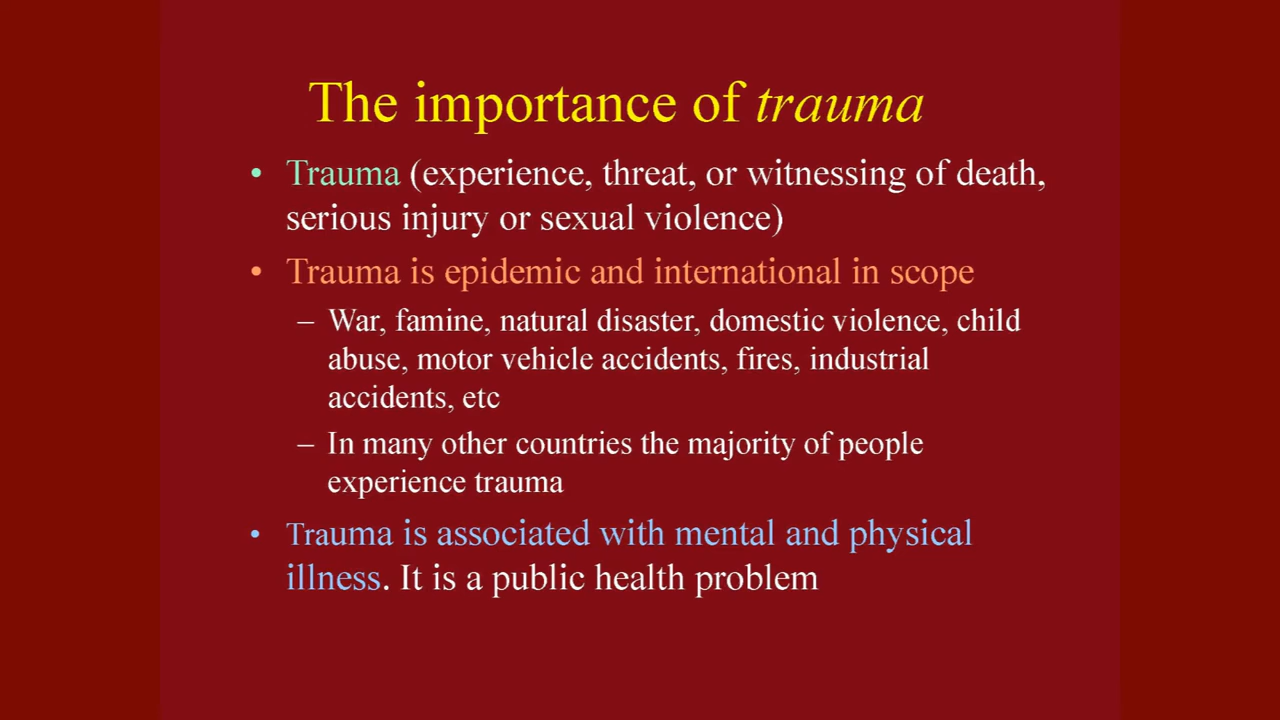 The importance of trauma
• Trauma (experience, threat, or witnessing of death,
serious injury or sexual violence)
• Trauma is epidemic and international in scope
– War, famine, natural disaster, domestic violence, child
abuse, motor vehicle accidents, fires, industrial
accidents, etc
– In many other countries the majority of people
experience trauma
• Trauma is associated with mental and physical
illness. It is a public health problem